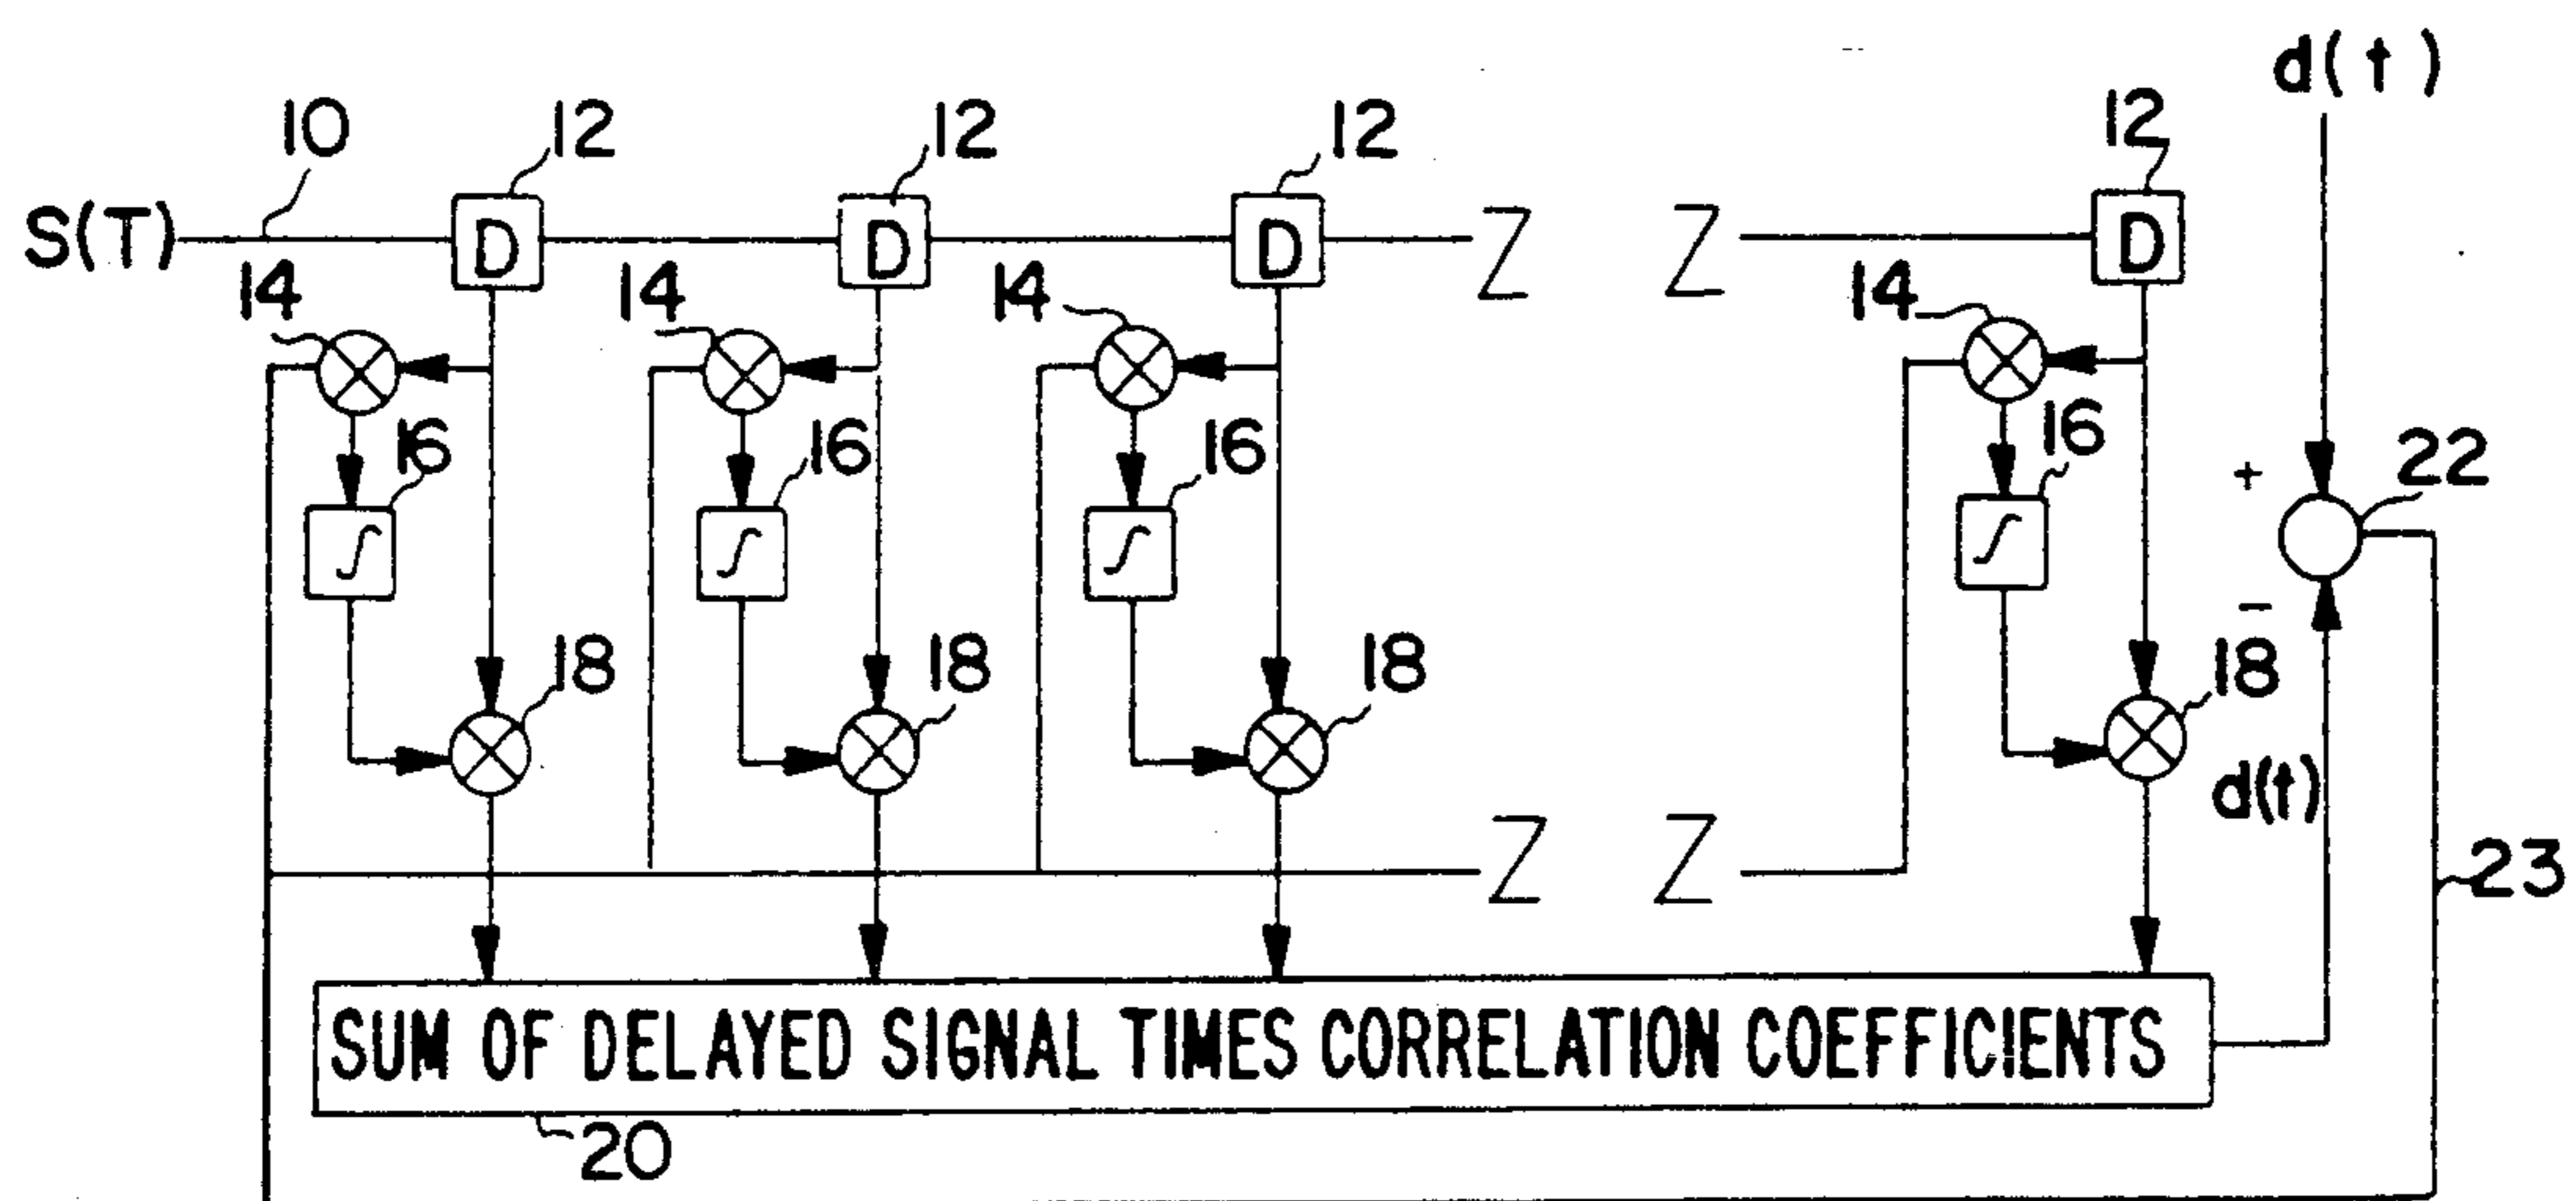 d(t)
10 12 12 12 12
S(T) D D D Z Z D
14 14 14 14
16 16 16 16
∫ ∫ ∫ ∫
+ 22
−
18 18 18 18
d(t)
Z Z
23
SUM OF DELAYED SIGNAL TIMES CORRELATION COEFFICIENTS
20